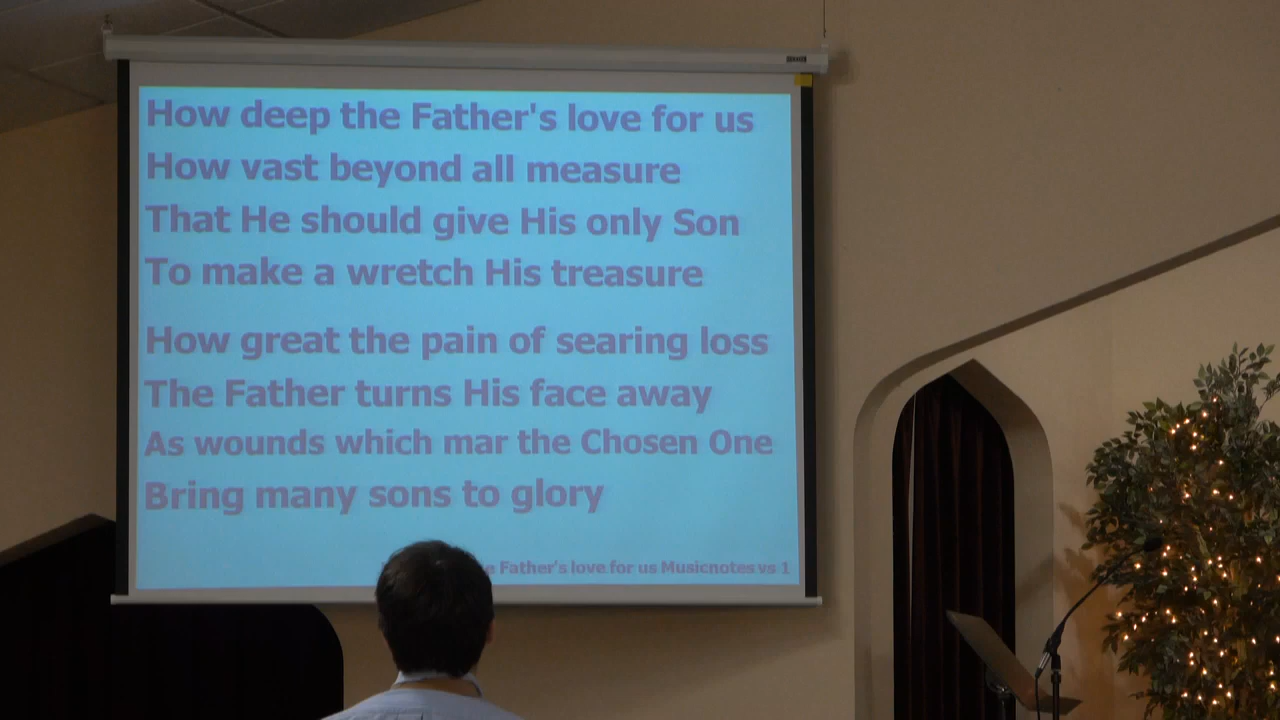 How deep the Father's love for us
How vast beyond all measure
That He should give His only Son
To make a wretch His treasure
How great the pain of searing loss
The Father turns His face away
As wounds which mar the Chosen One
Bring many sons to glory
Father's love for us Musicnotes vs 1